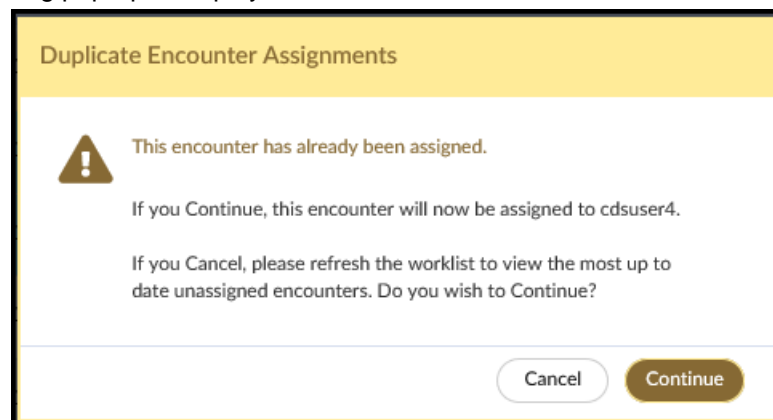 Duplicate Encounter Assignments
This encounter has already been assigned.
If you Continue, this encounter will now be assigned to cdsuser4.
If you Cancel, please refresh the worklist to view the most up to
date unassigned encounters. Do you wish to Continue?
Cancel
Continue